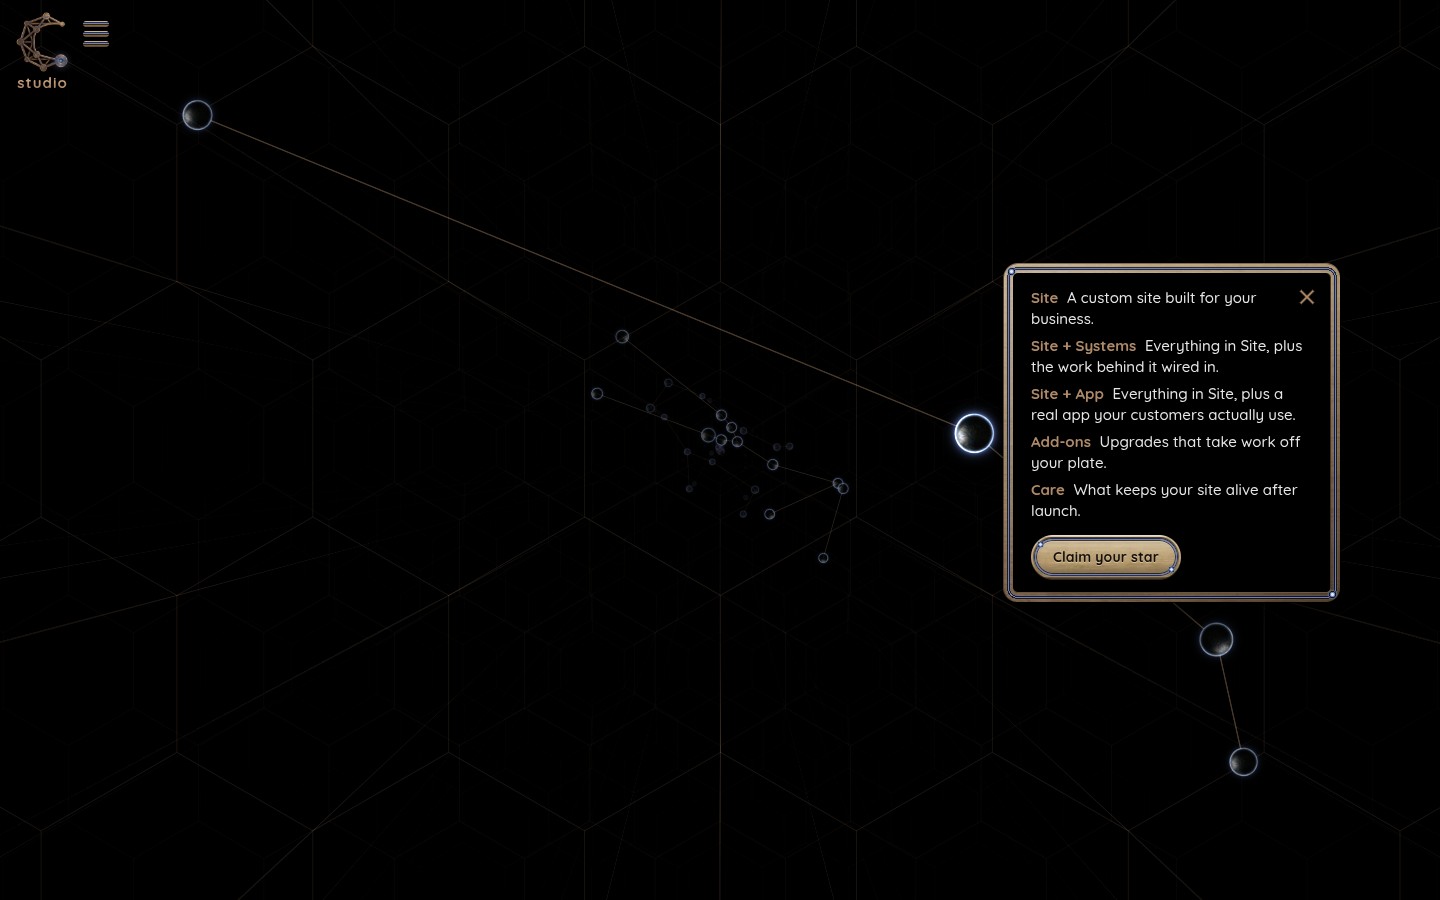 studio
Site A custom site built for your
business.
Site + Systems Everything in Site, plus
the work behind it wired in.
Site + App Everything in Site, plus a
real app your customers actually use.
Add-ons Upgrades that take work off
your plate.
Care What keeps your site alive after
launch.
Claim your star